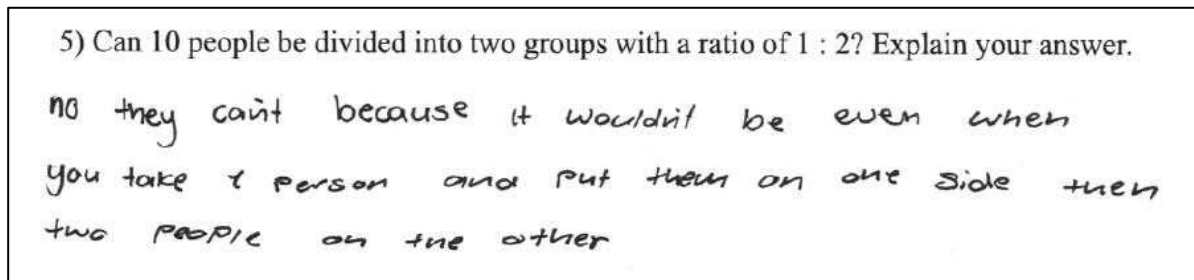 5) Can 10 people be divided into two groups with a ratio of 1 : 2? Explain your answer.
no they can't because it wouldn't be even when
you take 1 person and put them on one side then
two people on the other